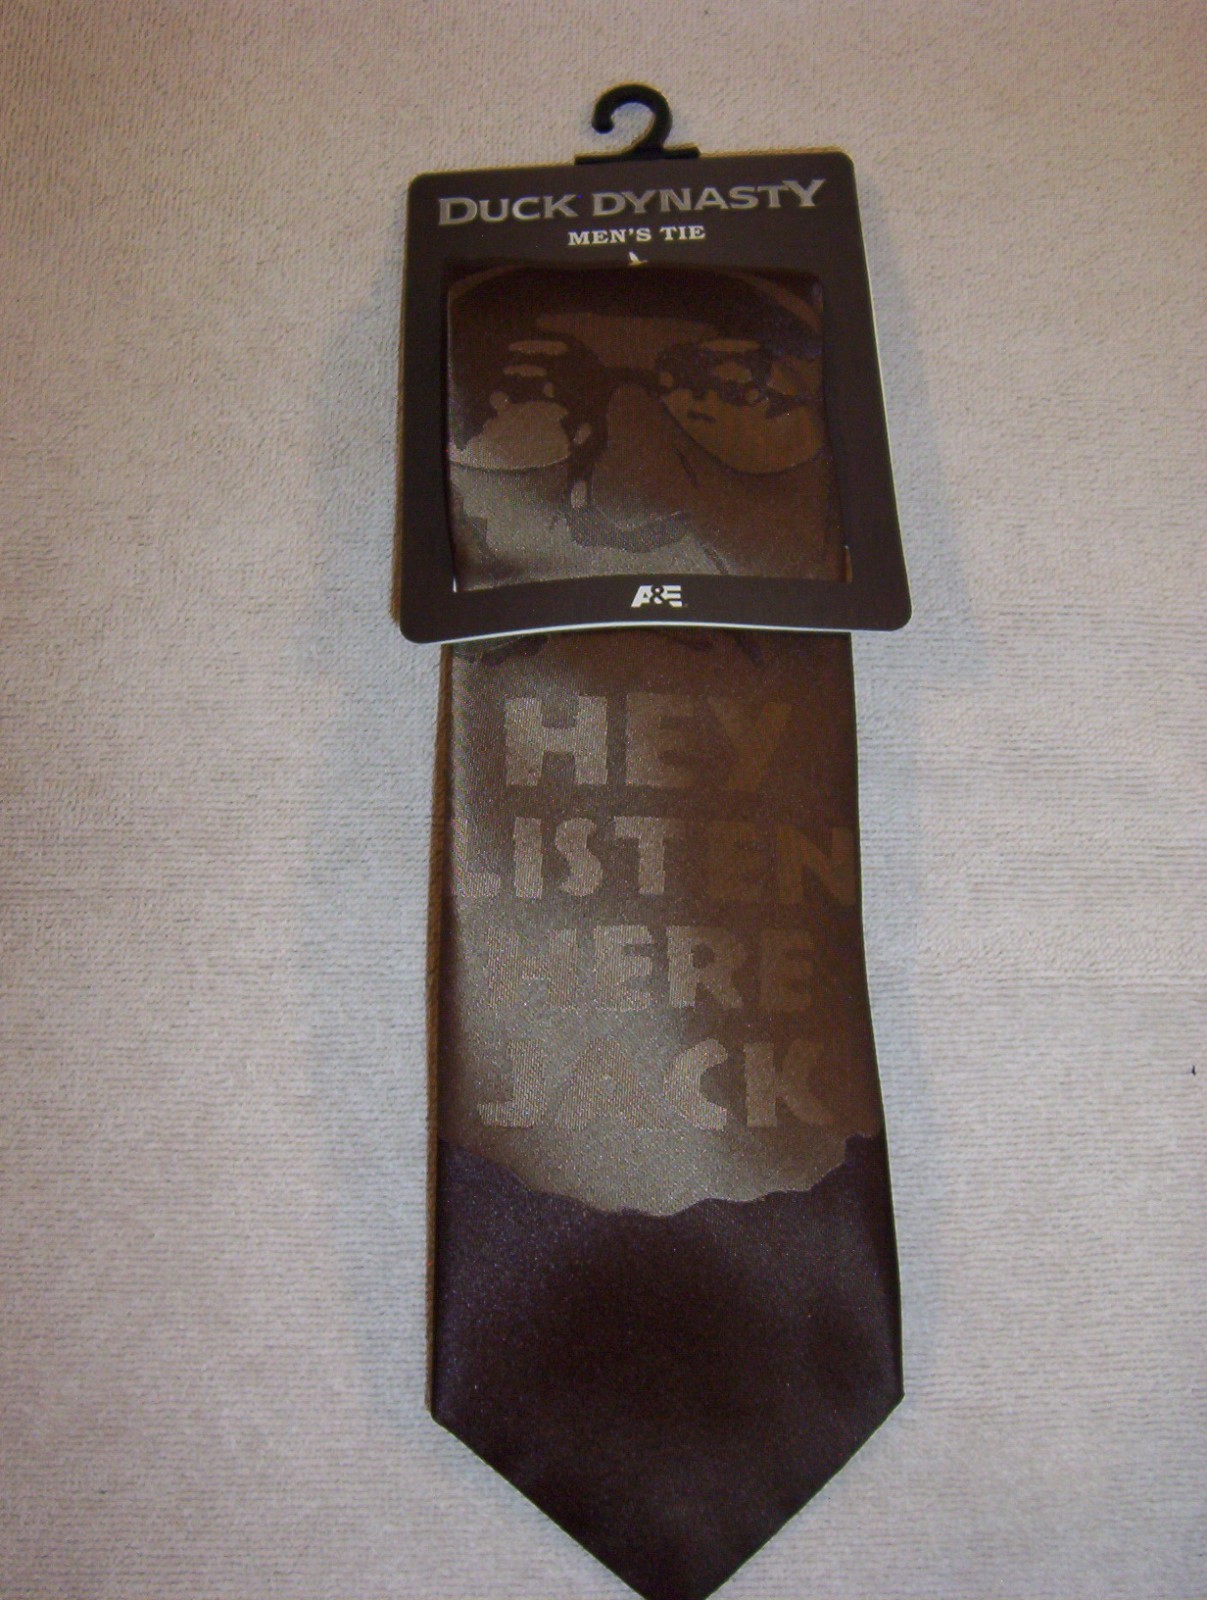 DUCK DYNASTY
MEN'S TIE
A&E
HEY
LISTEN
HERE
JACK